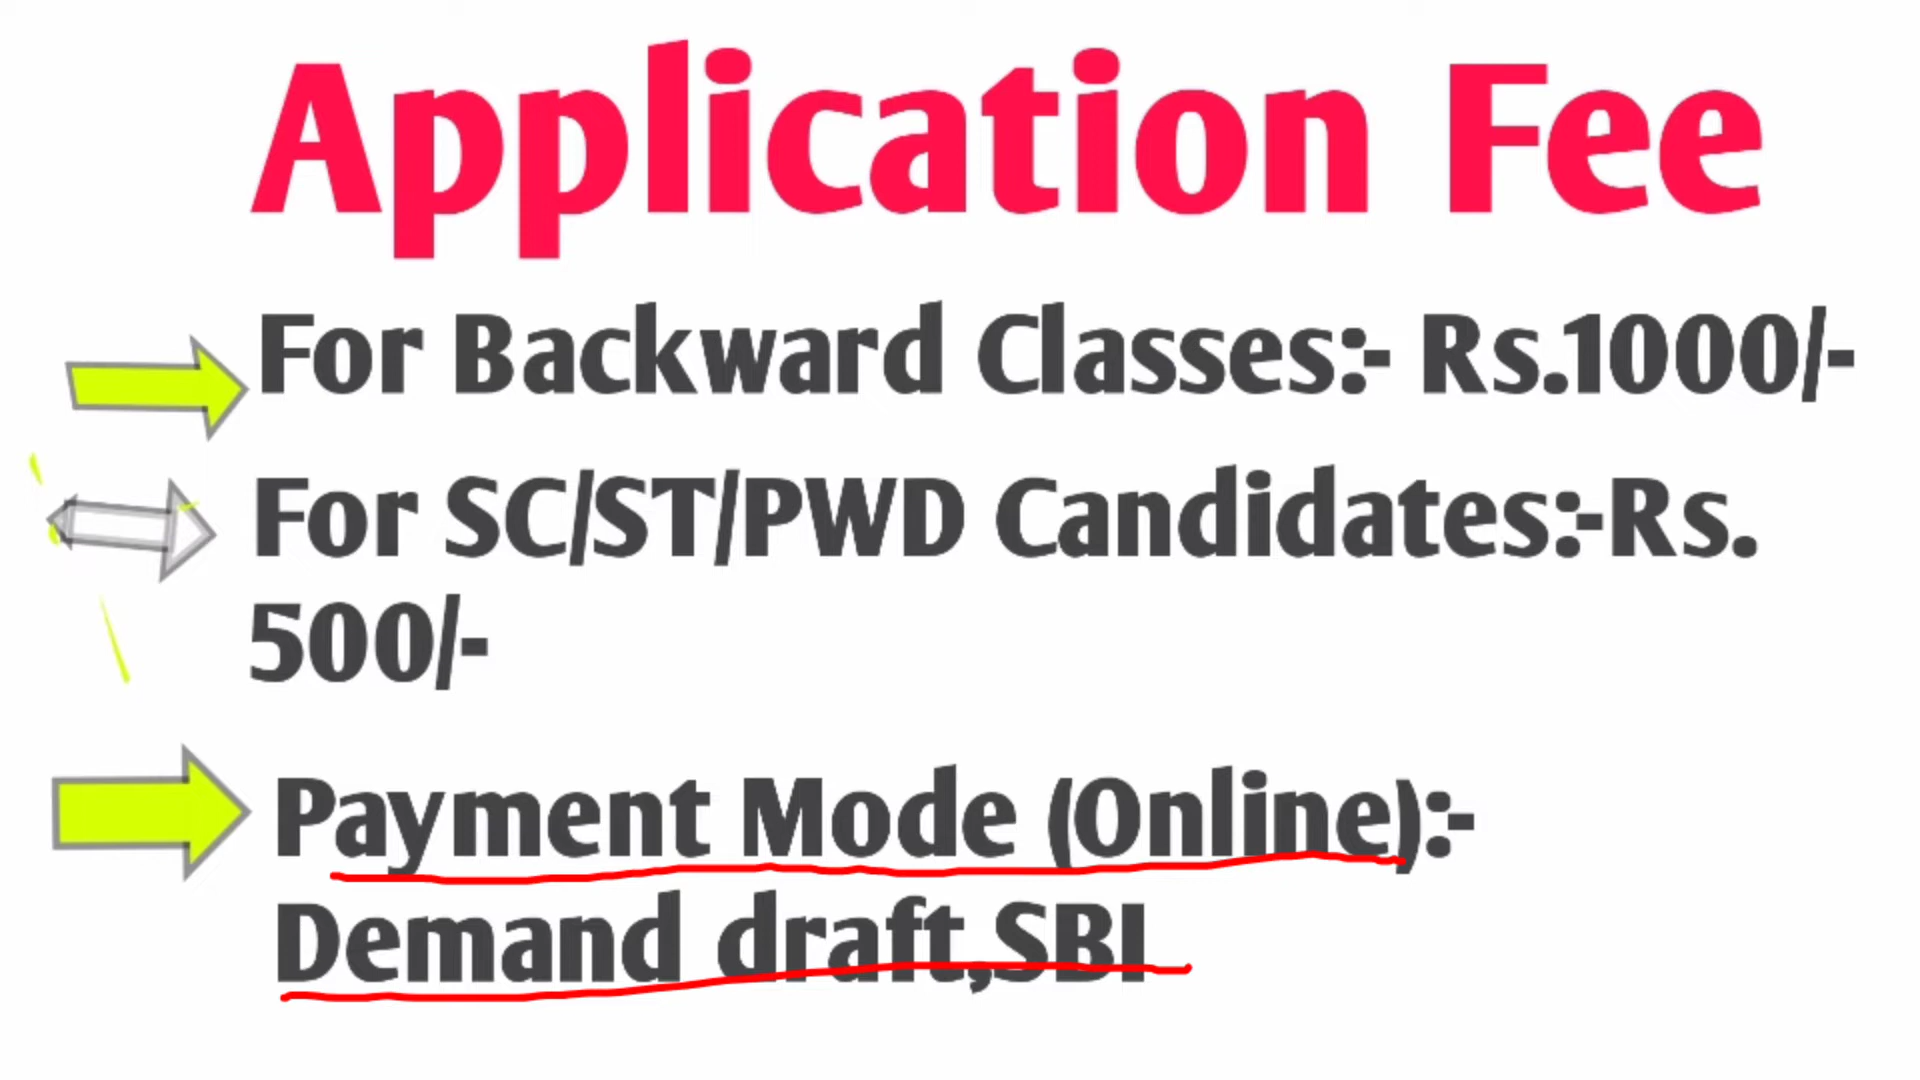 Application Fee
For Backward Classes:- Rs.1000/-
For SC/ST/PWD Candidates:-Rs.
500/-
Payment Mode (Online):-
Demand draft,SBI